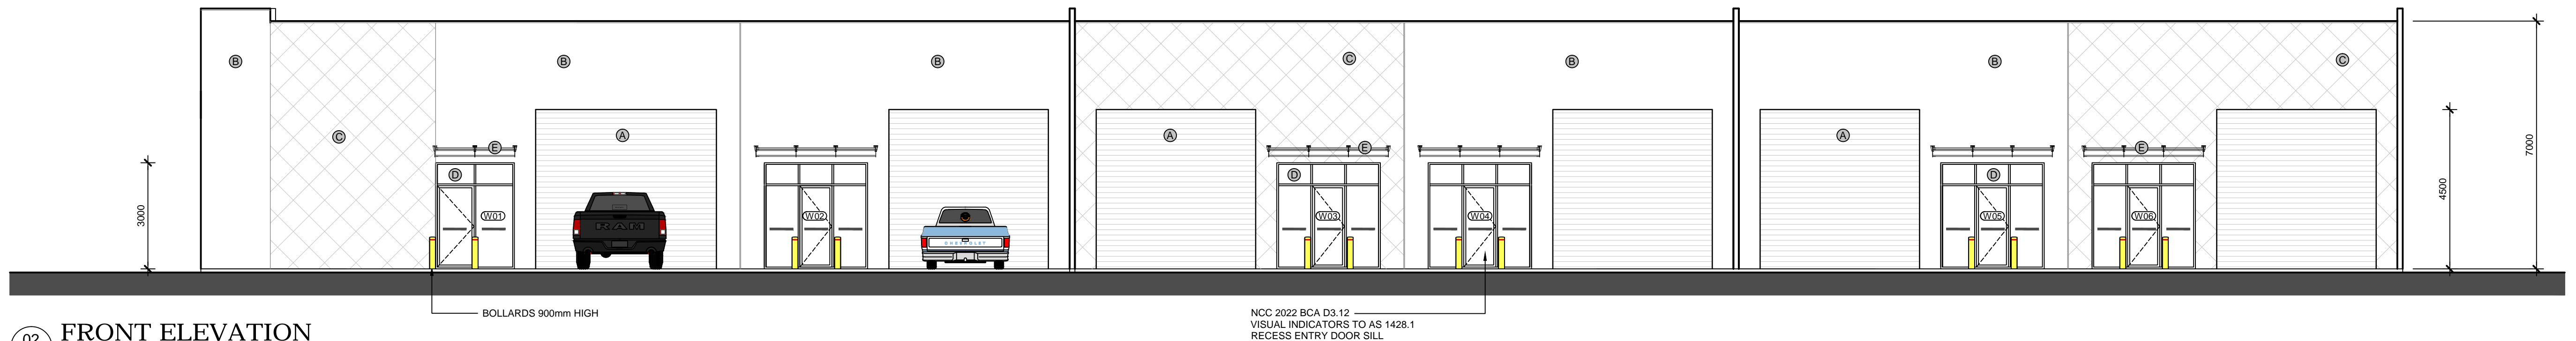 B
B
B
C
B
B
C
C
A
A
A
E
E
E
D
D
D
W01
W02
W03
W04
W05
W06
RAM
CHEVROLET
3000
4500
7000
BOLLARDS 900mm HIGH
NCC 2022 BCA D3.12
VISUAL INDICATORS TO AS 1428.1
RECESS ENTRY DOOR SILL
02
FRONT ELEVATION